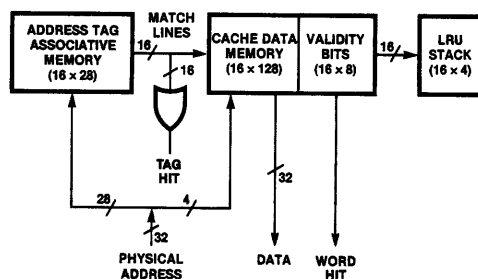 ADDRESS TAG
ASSOCIATIVE
MEMORY
(16 × 28)
16
MATCH
LINES
16
CACHE DATA
MEMORY
(16 × 128)
VALIDITY
BITS
(16 × 8)
16
LRU
STACK
(16 × 4)
TAG
HIT
32
28
4
32
PHYSICAL
ADDRESS
DATA
WORD
HIT